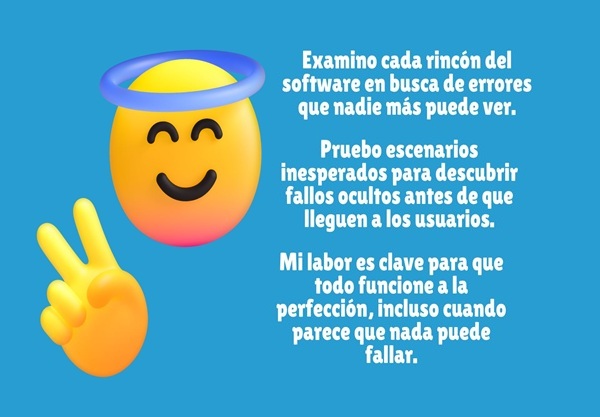 Examino cada rincón del
software en busca de errores
que nadie más puede ver.
Pruebo escenarios
inesperados para descubrir
fallos ocultos antes de que
lleguen a los usuarios.
Mi labor es clave para que
todo funcione a la
perfección, incluso cuando
parece que nada puede
fallar.